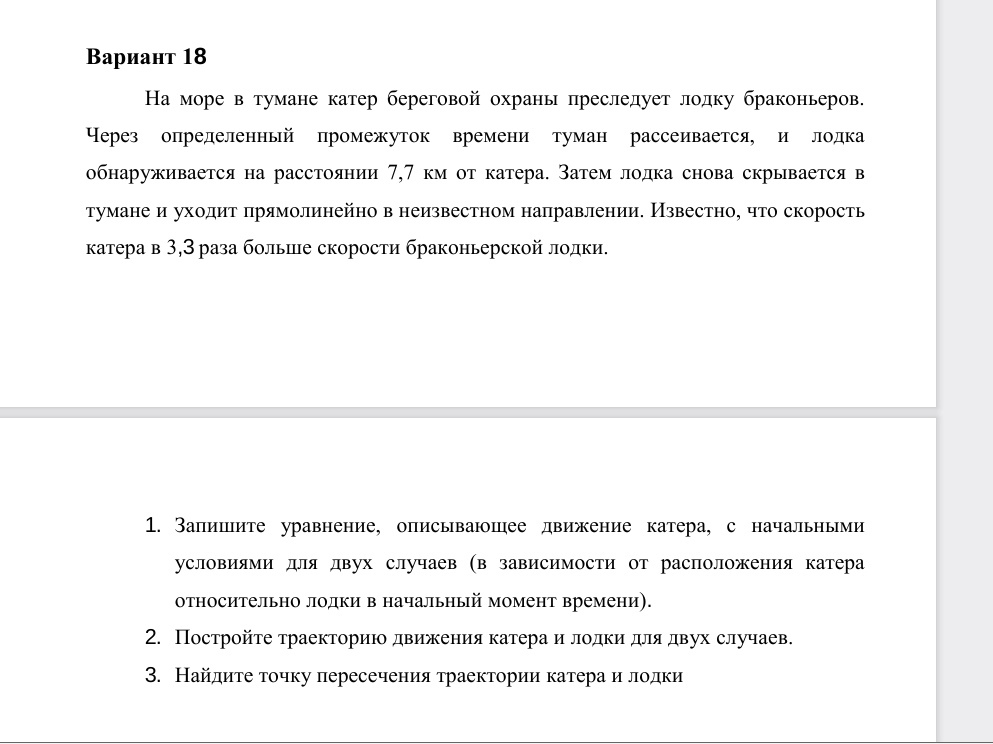 Вариант 18
На море в тумане катер береговой охраны преследует лодку браконьеров.
Через определенный промежуток времени туман рассеивается, и лодка
обнаруживается на расстоянии 7,7 км от катера. Затем лодка снова скрывается в
тумане и уходит прямолинейно в неизвестном направлении. Известно, что скорость
катера в 3,3 раза больше скорости браконьерской лодки.
1. Запишите уравнение, описывающее движение катера, с начальными
условиями для двух случаев (в зависимости от расположения катера
относительно лодки в начальный момент времени).
2. Постройте траекторию движения катера и лодки для двух случаев.
3. Найдите точку пересечения траектории катера и лодки